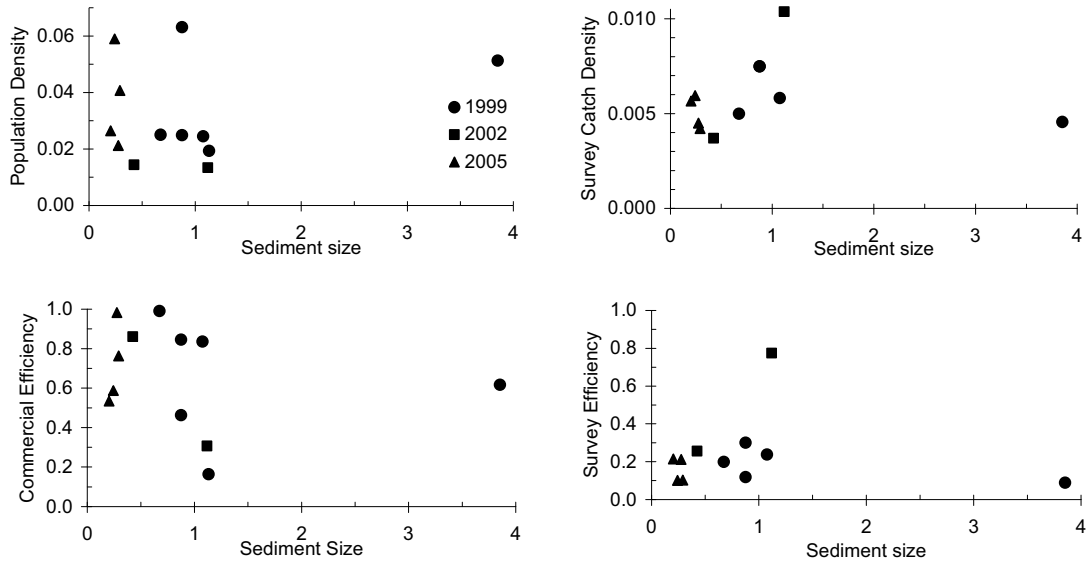 Population Density
0.06
0.04
0.02
0.00
0 1 2 3 4
Sediment size
1999
2002
2005
Survey Catch Density
0.010
0.005
0.000
0 1 2 3 4
Sediment size
Commercial Efficiency
1.0
0.8
0.6
0.4
0.2
0.0
0 1 2 3 4
Sediment Size
Survey Efficiency
1.0
0.8
0.6
0.4
0.2
0.0
0 1 2 3 4
Sediment size